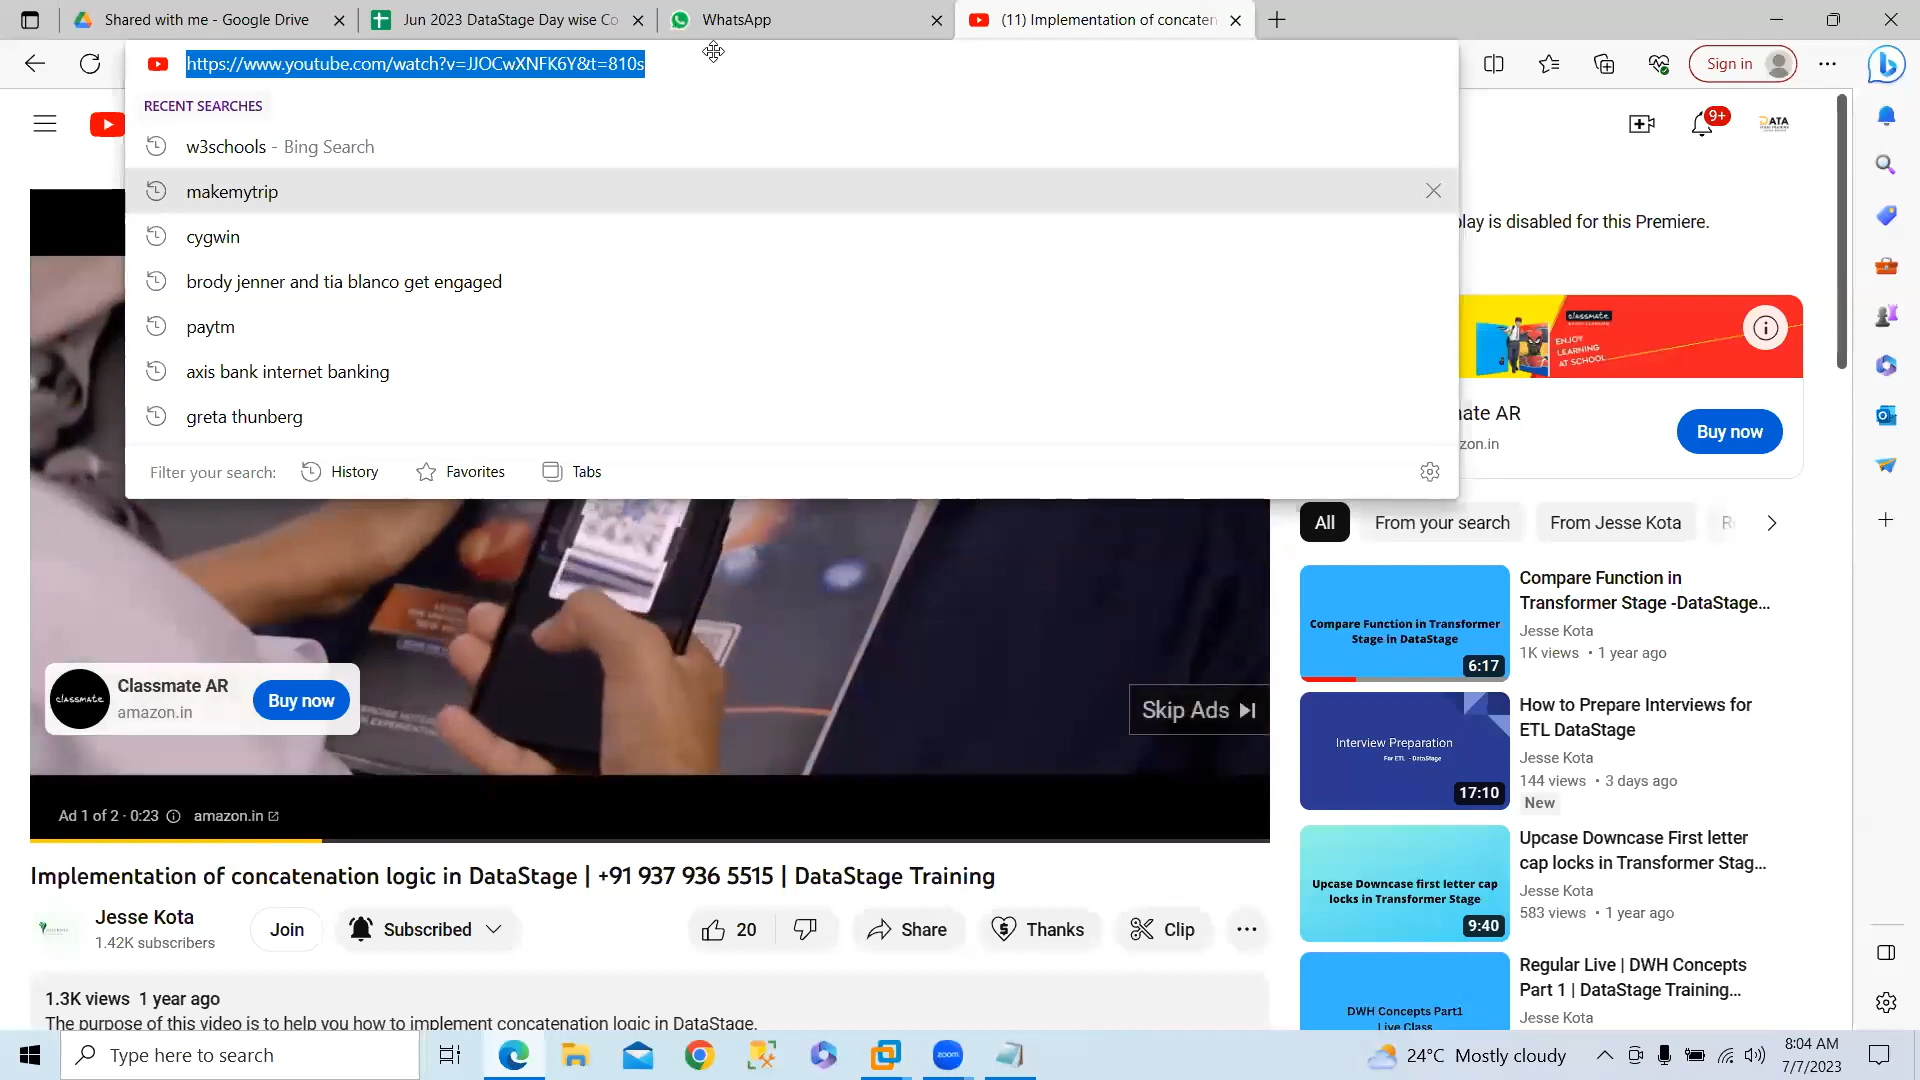 Shared with me - Google Drive
Jun 2023 DataStage Day wise Co
WhatsApp
(11) Implementation of concaten
https://www.youtube.com/watch?v=JJOCwXNFK6Y&t=810s
Sign in
RECENT SEARCHES
w3schools - Bing Search
makemytrip
cygwin
brody jenner and tia blanco get engaged
paytm
axis bank internet banking
greta thunberg
Filter your search:
History
Favorites
Tabs
9+
DATA
play is disabled for this Premiere.
classmate
ENJOY
LEARNING
AT SCHOOL
mate AR
zon.in
Buy now
All
From your search
From Jesse Kota
Compare Function in Transformer
Stage in DataStage
6:17
Compare Function in
Transformer Stage -DataStage...
Jesse Kota
1K views • 1 year ago
Interview Preparation
For ETL - DataStage
17:10
How to Prepare Interviews for
ETL DataStage
Jesse Kota
144 views • 3 days ago
New
Upcase Downcase first letter cap
locks in Transformer Stage
9:40
Upcase Downcase First letter
cap locks in Transformer Stag...
Jesse Kota
583 views • 1 year ago
DWH Concepts Part1
Live Class
Regular Live | DWH Concepts
Part 1 | DataStage Training...
Jesse Kota
classmate
Classmate AR
amazon.in
Buy now
Skip Ads
Ad 1 of 2 · 0:23
amazon.in
Implementation of concatenation logic in DataStage | +91 937 936 5515 | DataStage Training
Jesse Kota
1.42K subscribers
Join
Subscribed
20
Share
Thanks
Clip
1.3K views 1 year ago
The purpose of this video is to help you how to implement concatenation logic in DataStage.
Type here to search
zoom
24°C Mostly cloudy
8:04 AM
7/7/2023